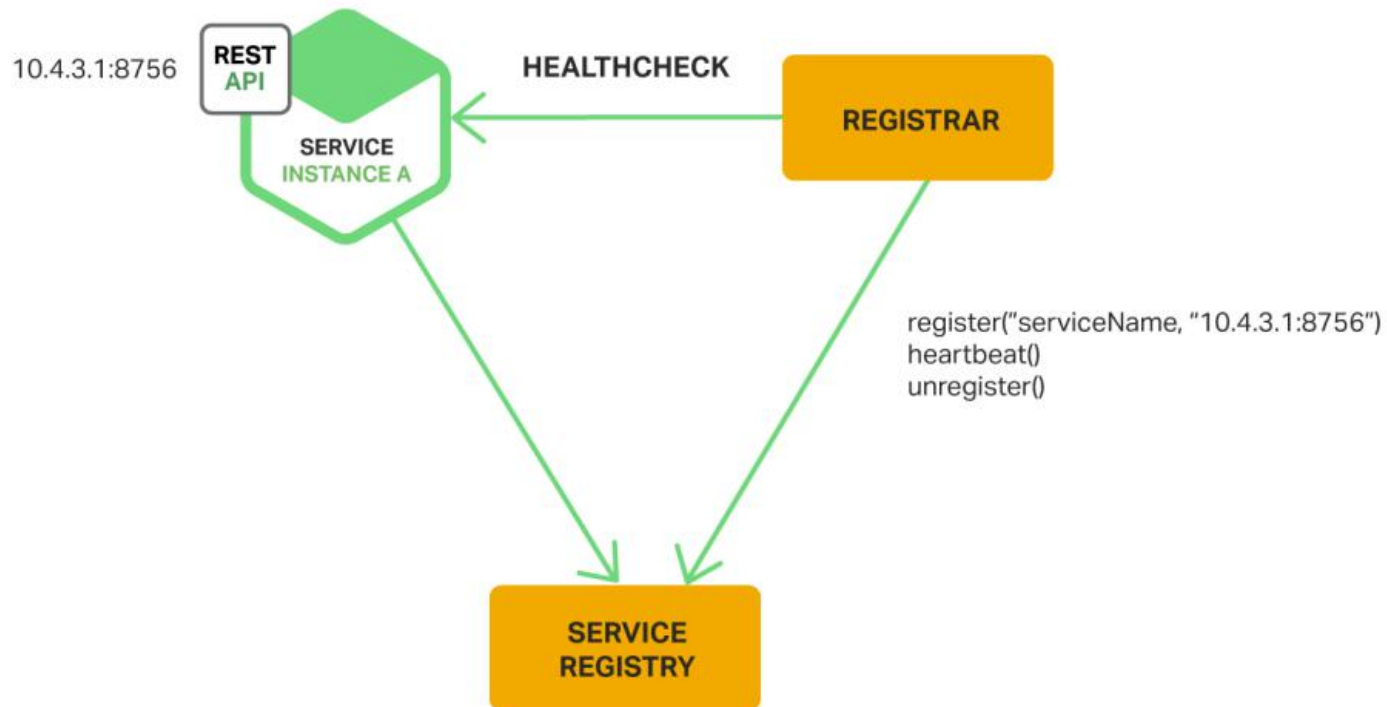 10.4.3.1:8756
REST
API
SERVICE
INSTANCE A
HEALTHCHECK
REGISTRAR
register("serviceName, "10.4.3.1:8756")
heartbeat()
unregister()
SERVICE
REGISTRY